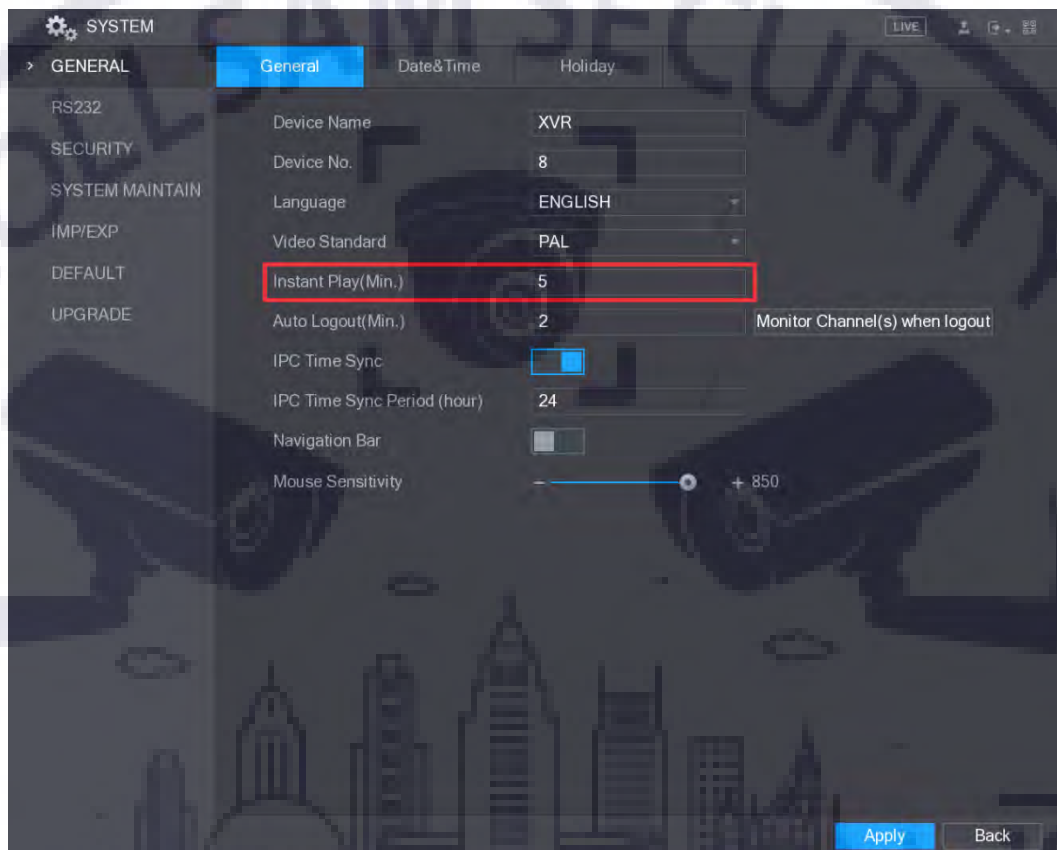 SYSTEM
LIVE
GENERAL
General Date&Time Holiday
RS232
SECURITY
SYSTEM MAINTAIN
IMP/EXP
DEFAULT
UPGRADE
Device Name XVR
Device No. 8
Language ENGLISH
Video Standard PAL
Instant Play(Min.) 5
Auto Logout(Min.) 2 Monitor Channel(s) when logout
IPC Time Sync
IPC Time Sync Period (hour) 24
Navigation Bar
Mouse Sensitivity - + 850
Apply Back
SECURITY